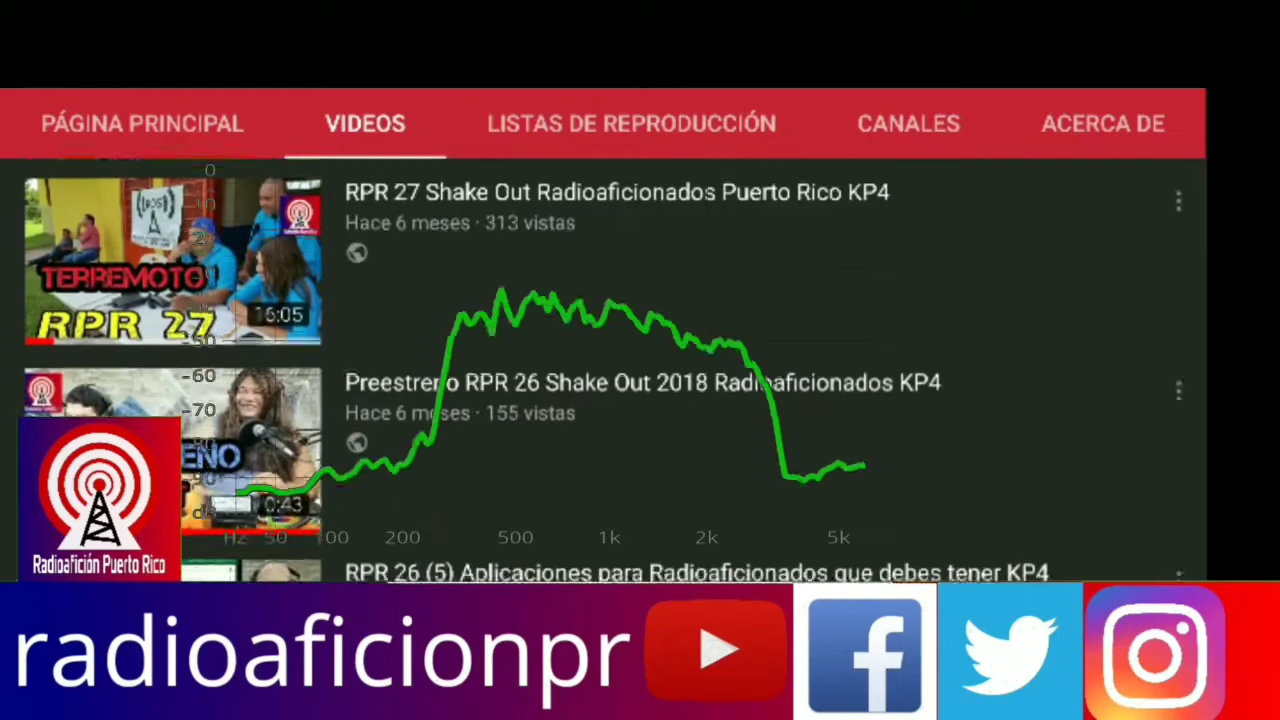 PÁGINA PRINCIPAL VIDEOS LISTAS DE REPRODUCCIÓN CANALES ACERCA DE
0
RPR 27 Shake Out Radioaficionados Puerto Rico KP4
Hace 6 meses · 313 vistas
TERREMOTO
RPR 27
16:05
-60
Preestreno RPR 26 Shake Out 2018 Radioaficionados KP4
-70
Hace 6 meses · 155 vistas
0:43
Hz 50 100 200 500 1k 2k 5k
Radioafición Puerto Rico
RPR 26 (5) Aplicaciones para Radioaficionados que debes tener KP4
radioaficionpr